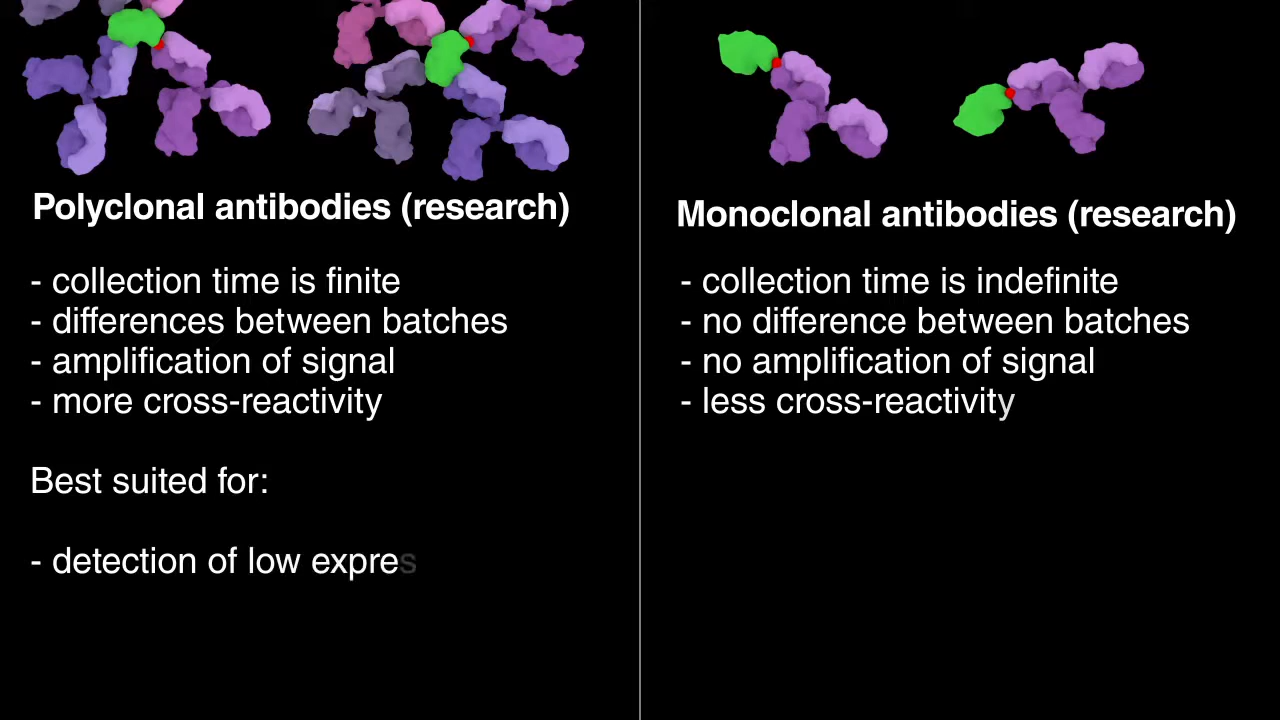 Polyclonal antibodies (research)
- collection time is finite
- differences between batches
- amplification of signal
- more cross-reactivity
Best suited for:
- detection of low expres
Monoclonal antibodies (research)
- collection time is indefinite
- no difference between batches
- no amplification of signal
- less cross-reactivity